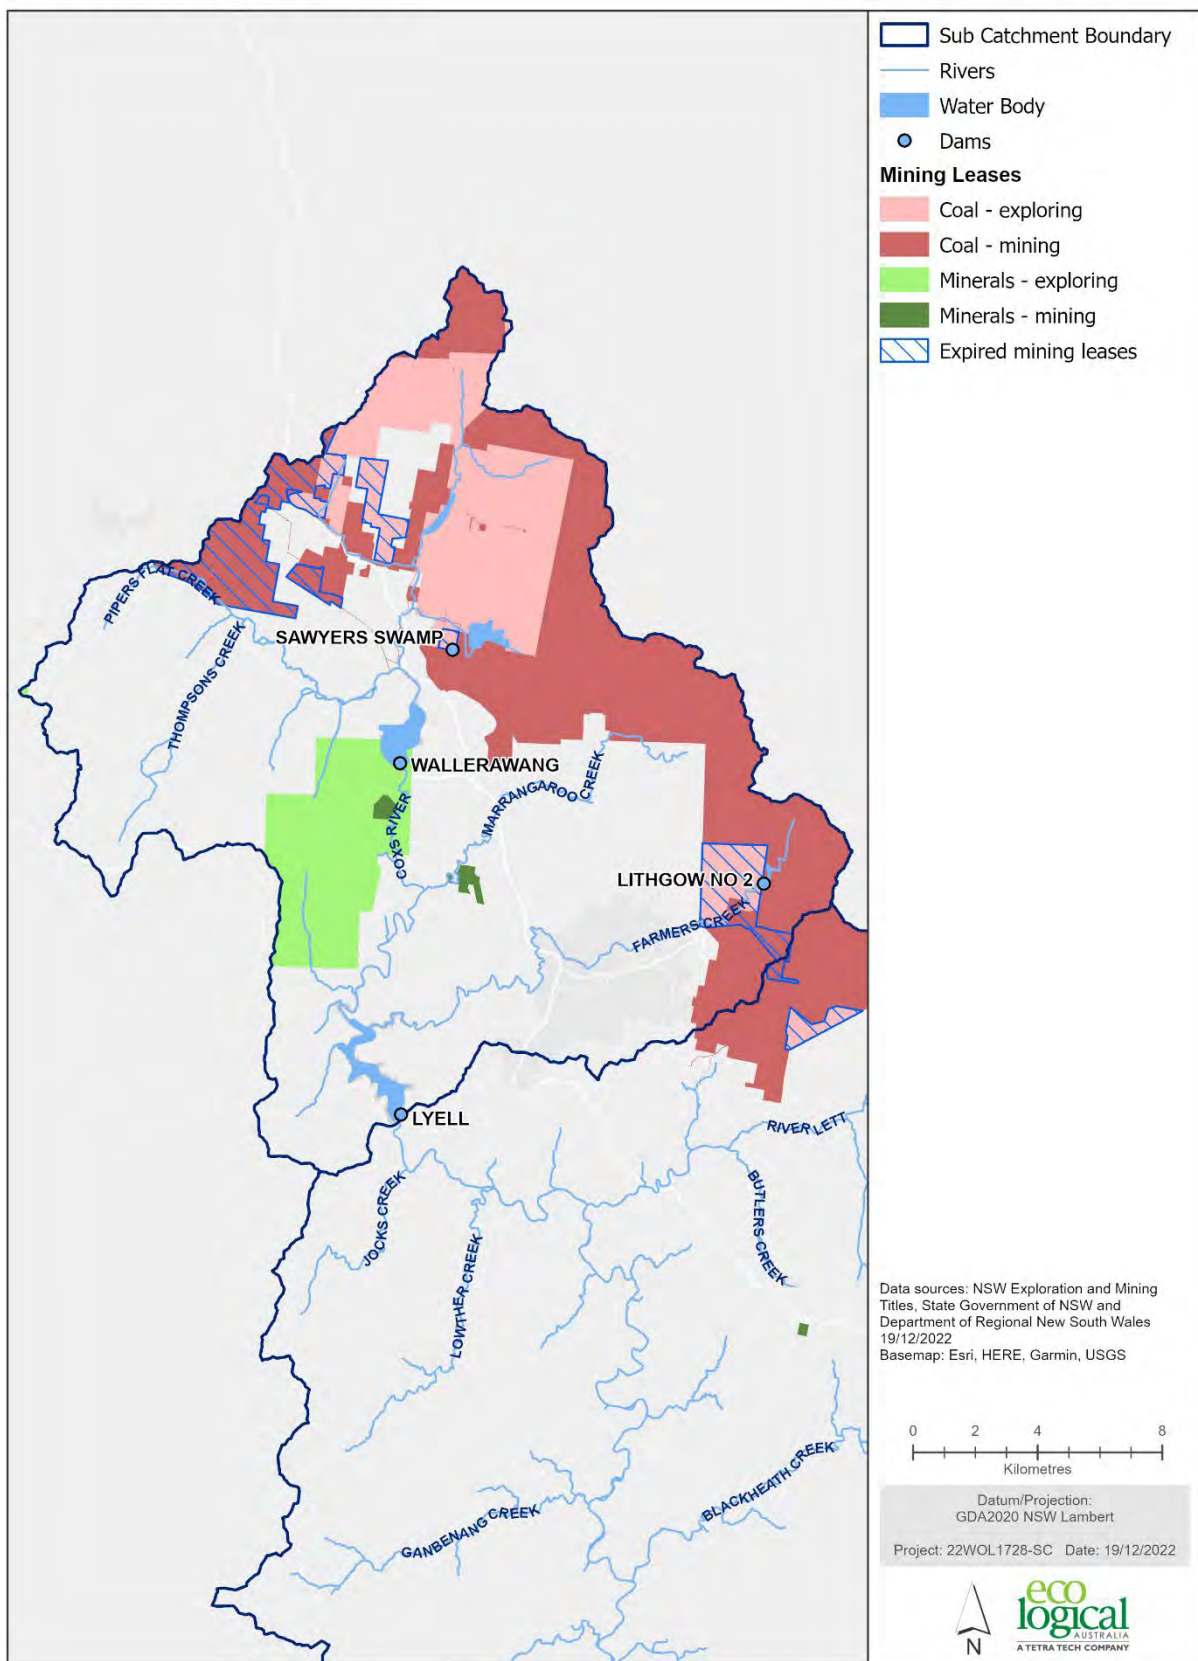 Sub Catchment Boundary
Rivers
Water Body
Dams
Mining Leases
Coal - exploring
Coal - mining
Minerals - exploring
Minerals - mining
Expired mining leases
PIPERS FLAT CREEK
THOMPSONS CREEK
SAWYERS SWAMP
WALLERAWANG
COXS RIVER
MARRANGAROO CREEK
LITHGOW NO 2
FARMERS CREEK
LYELL
RIVER LETT
JOCKS CREEK
BUTLERS CREEK
LOWTHER CREEK
GANBENANG CREEK
BLACKHEATH CREEK
Data sources: NSW Exploration and Mining
Titles, State Government of NSW and
Department of Regional New South Wales
19/12/2022
Basemap: Esri, HERE, Garmin, USGS
0 2 4 8
Kilometres
Datum/Projection:
GDA2020 NSW Lambert
Project: 22WOL1728-SC Date: 19/12/2022
N
eco
logical
AUSTRALIA
A TETRA TECH COMPANY